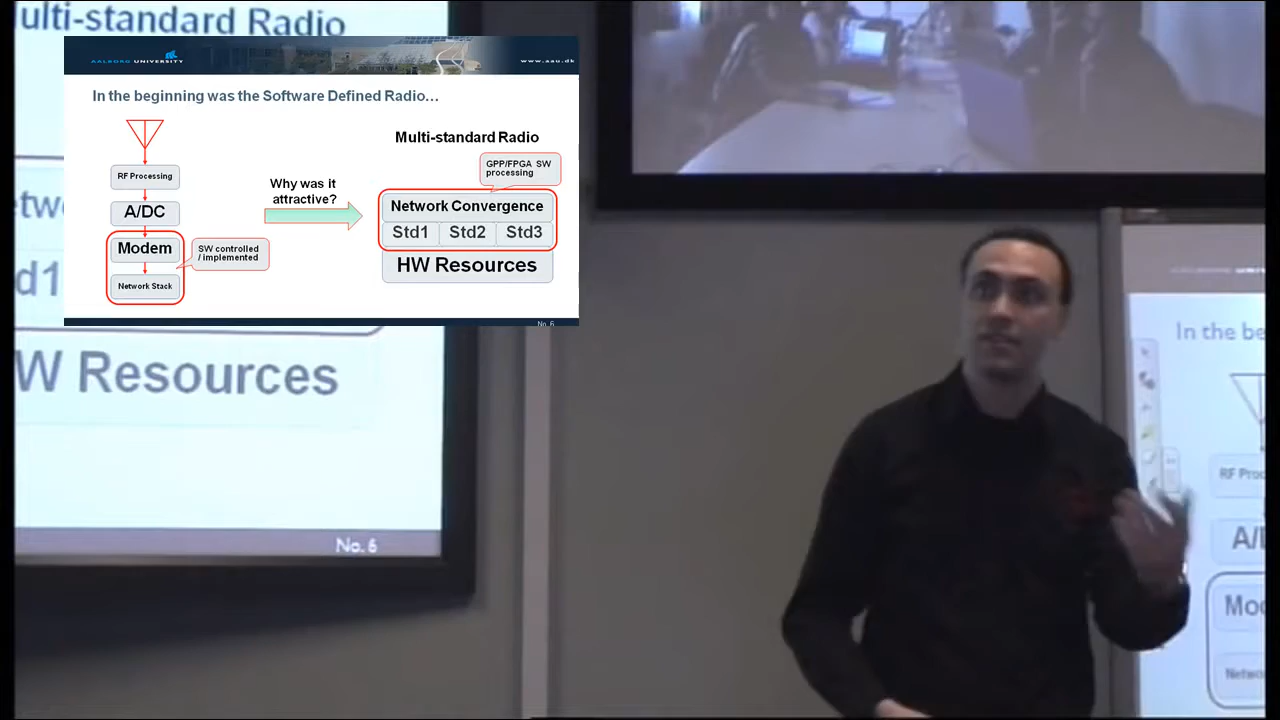 ulti-standard Radio
AALBORG UNIVERSITY
www.aau.dk
In the beginning was the Software Defined Radio…
RF Processing
A/DC
Modem
Network Stack
SW controlled
/ implemented
Why was it
attractive?
Multi-standard Radio
GPP/FPGA SW
processing
Network Convergence
Std1
Std2
Std3
HW Resources
No. 6
etw
d1
W Resources
No. 6
In the be
RF Proc
A/
Mo
Netwo